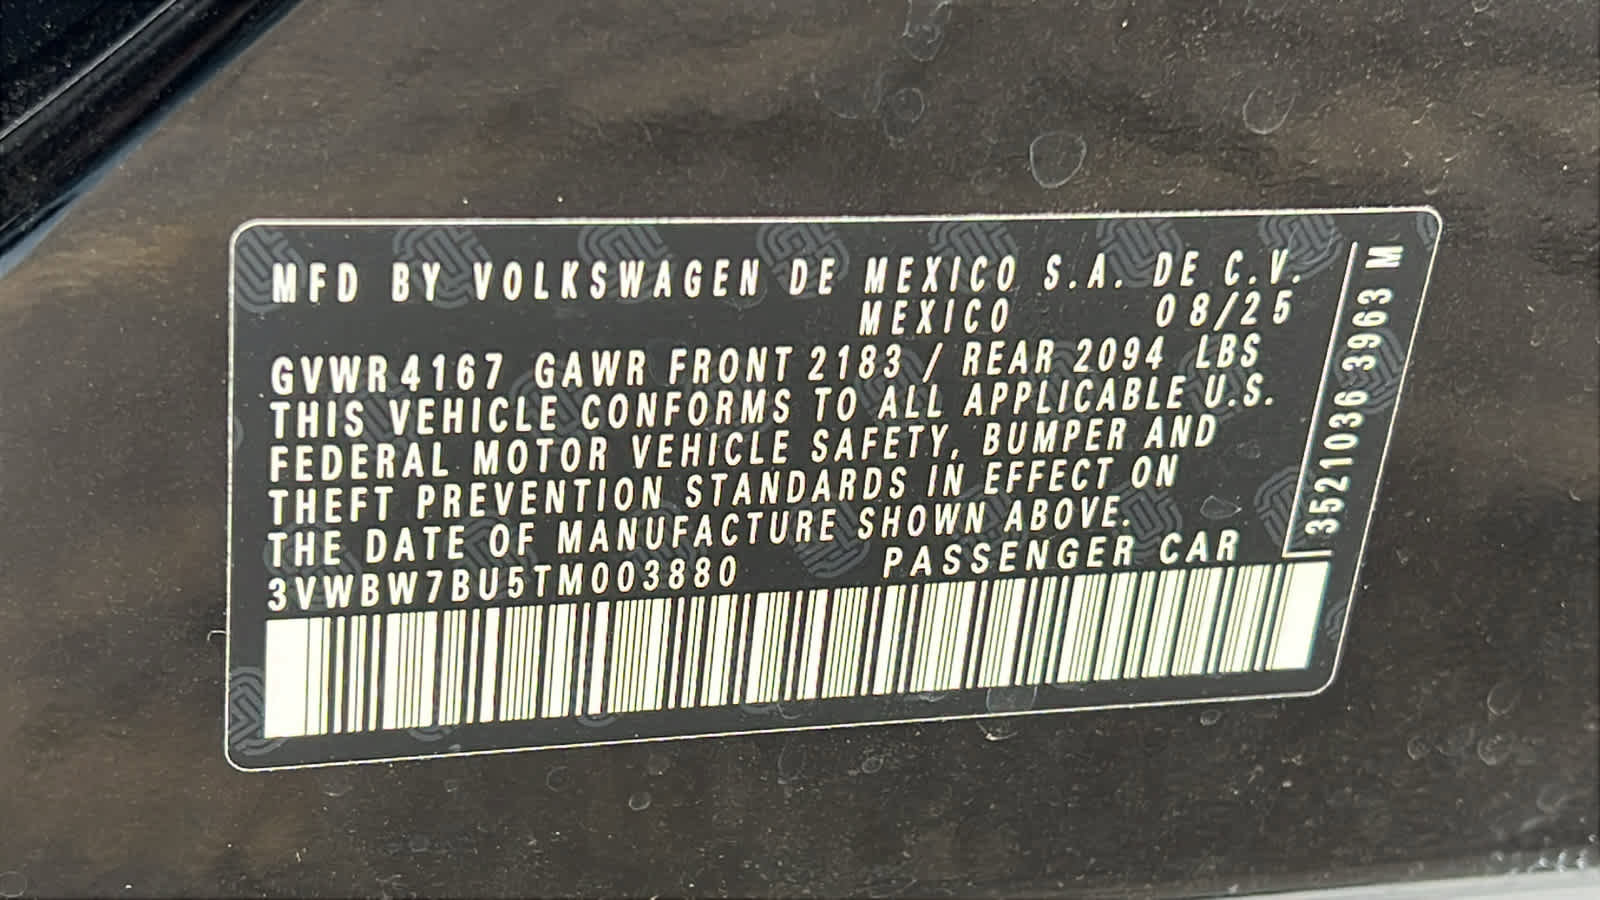 MFD BY VOLKSWAGEN DE MEXICO S.A. DE C.V.
MEXICO 08/25
GVWR 4167 GAWR FRONT 2183 / REAR 2094 LBS
THIS VEHICLE CONFORMS TO ALL APPLICABLE U.S.
FEDERAL MOTOR VEHICLE SAFETY, BUMPER AND
THEFT PREVENTION STANDARDS IN EFFECT ON
THE DATE OF MANUFACTURE SHOWN ABOVE.
3VWBW7BU5TM003880 PASSENGER CAR
3521036 3963 M